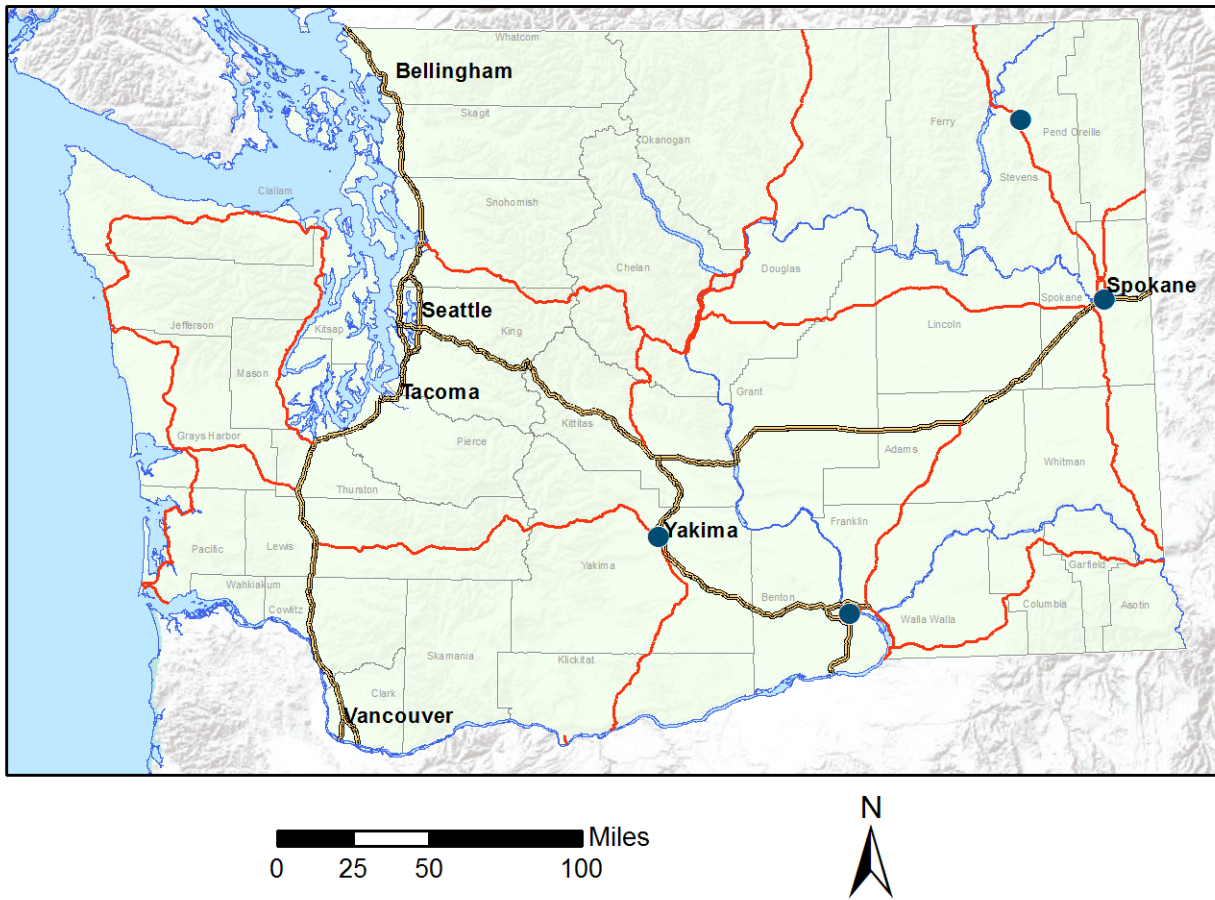 Whatcom
Bellingham
Skagit
Okanogan
Ferry
Pend Oreille
Stevens
Clallam
Snohomish
Chelan
Douglas
Spokane
Spokane
Seattle
Jefferson
Kitsap
King
Lincoln
Mason
Tacoma
Grant
Kittitas
Grays Harbor
Pierce
Adams
Whitman
Thurston
Yakima
Franklin
Pacific
Lewis
Yakima
Garfield
Wahkiakum
Benton
Cowlitz
Columbia
Asotin
Walla Walla
Skamania
Klickitat
Clark
Vancouver
N
Miles
0 25 50 100